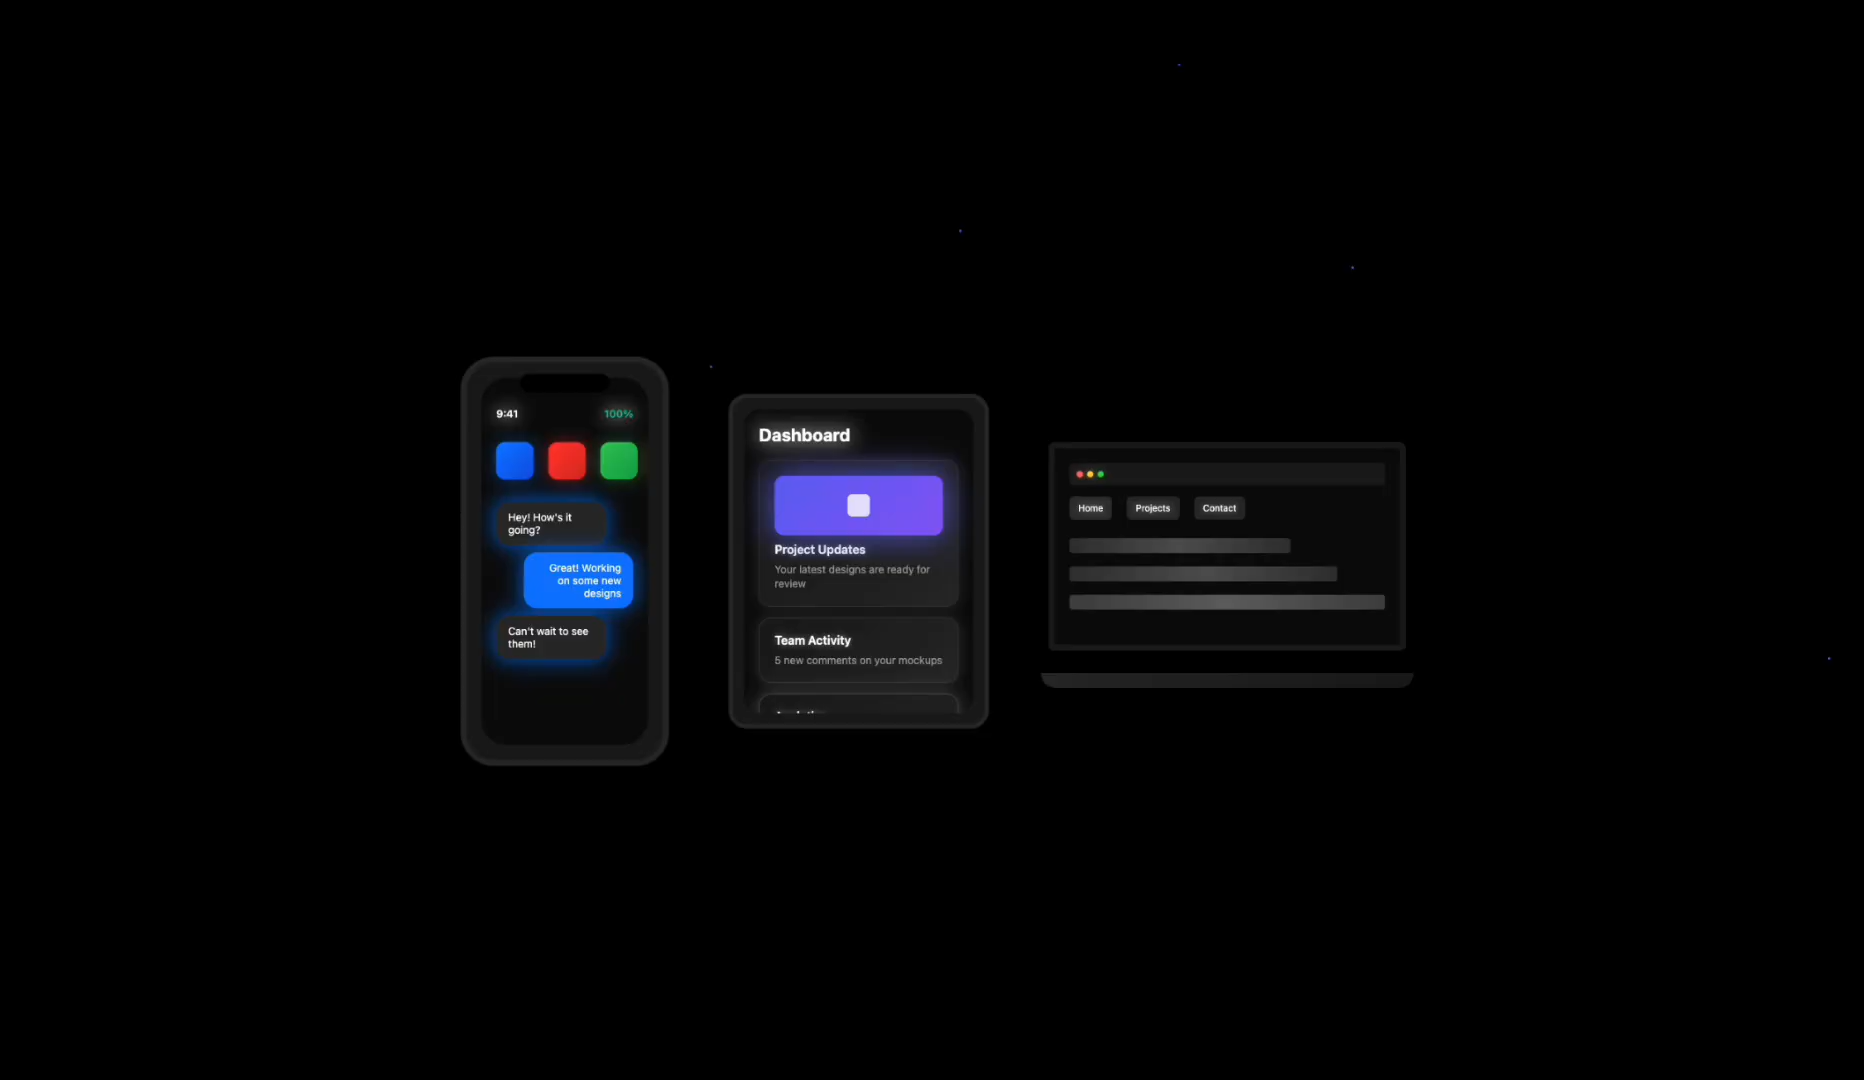 9:41
100%
Hey! How's it
going?
Great! Working
on some new
designs
Can't wait to see
them!
Dashboard
Project Updates
Your latest designs are ready for
review
Team Activity
5 new comments on your mockups
Home
Projects
Contact